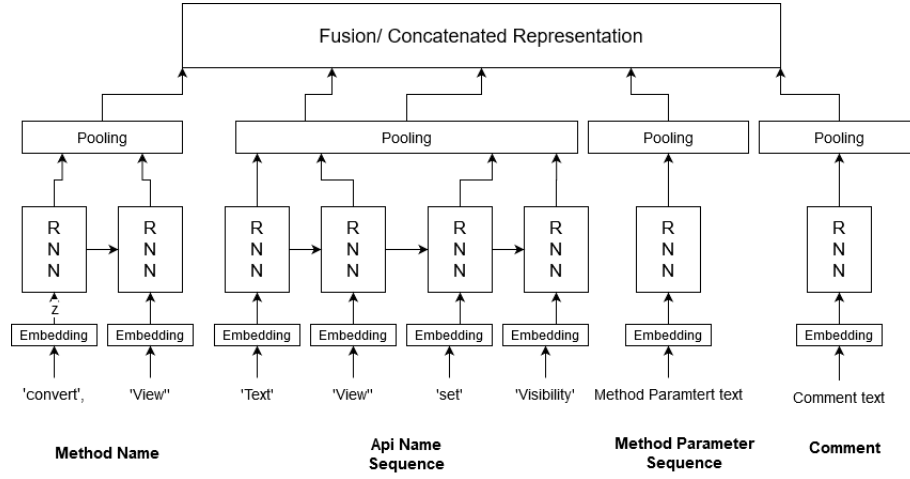 Fusion/ Concatenated Representation
Pooling Pooling Pooling Pooling
R N N R N N R N N R N N R N N R N N R N N R N N
z
Embedding Embedding Embedding Embedding Embedding Embedding Embedding Embedding
'convert', 'View" 'Text' 'View" 'set' 'Visibility' Method Paramtert text Comment text
Method Name Api Name Sequence Method Parameter Sequence Comment